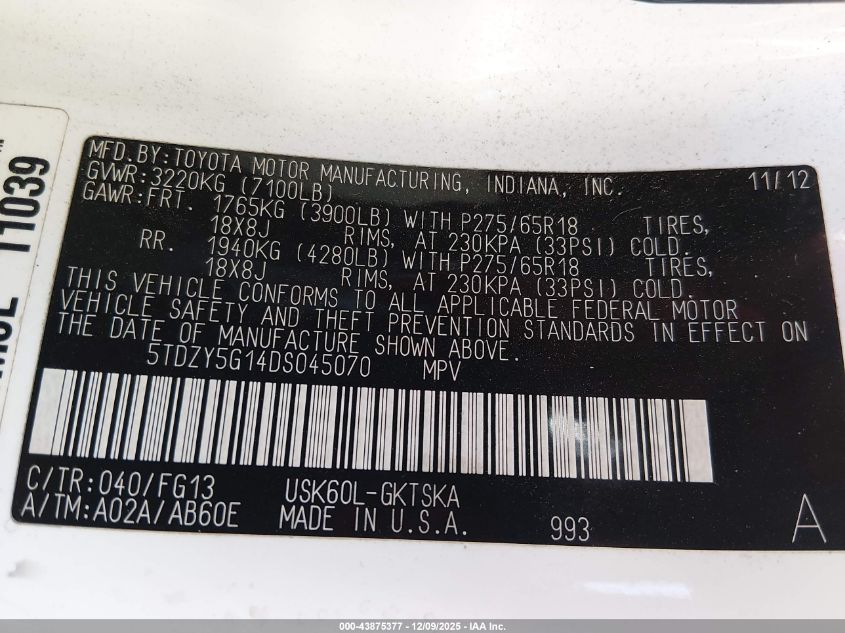 11039
MFD.BY:TOYOTA MOTOR MANUFACTURING, INDIANA, INC. 11/12
GVWR:3220KG (7100LB)
GAWR:FRT. 1765KG (3900LB) WITH P275/65R18 TIRES,
18X8J RIMS, AT 230KPA (33PSI) COLD.
RR. 1940KG (4280LB) WITH P275/65R18 TIRES,
18X8J RIMS, AT 230KPA (33PSI) COLD.
THIS VEHICLE CONFORMS TO ALL APPLICABLE FEDERAL MOTOR
VEHICLE SAFETY AND THEFT PREVENTION STANDARDS IN EFFECT ON
THE DATE OF MANUFACTURE SHOWN ABOVE.
5TDZY5G14DS045070 MPV
C/TR:040/FG13 USK60L-GKTSKA
A/TM:A02A/AB60E MADE IN U.S.A. 993 A
000-43875377 - 12/09/2025 - IAA Inc.